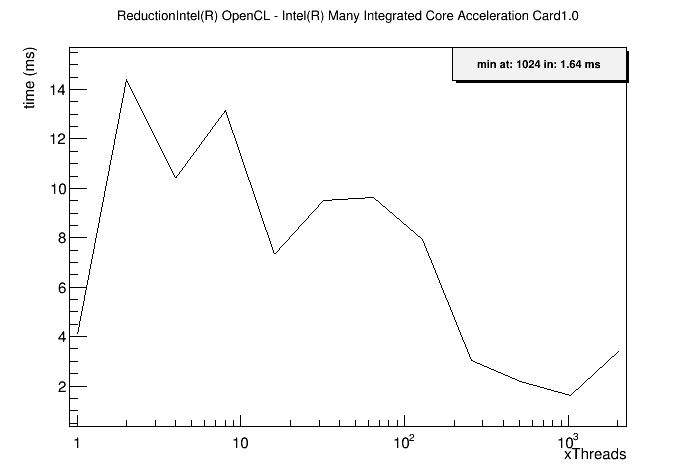 ReductionIntel(R) OpenCL - Intel(R) Many Integrated Core Acceleration Card1.0
time (ms)
min at: 1024 in: 1.64 ms
14
12
10
8
6
4
2
1 10 10² 10³
xThreads